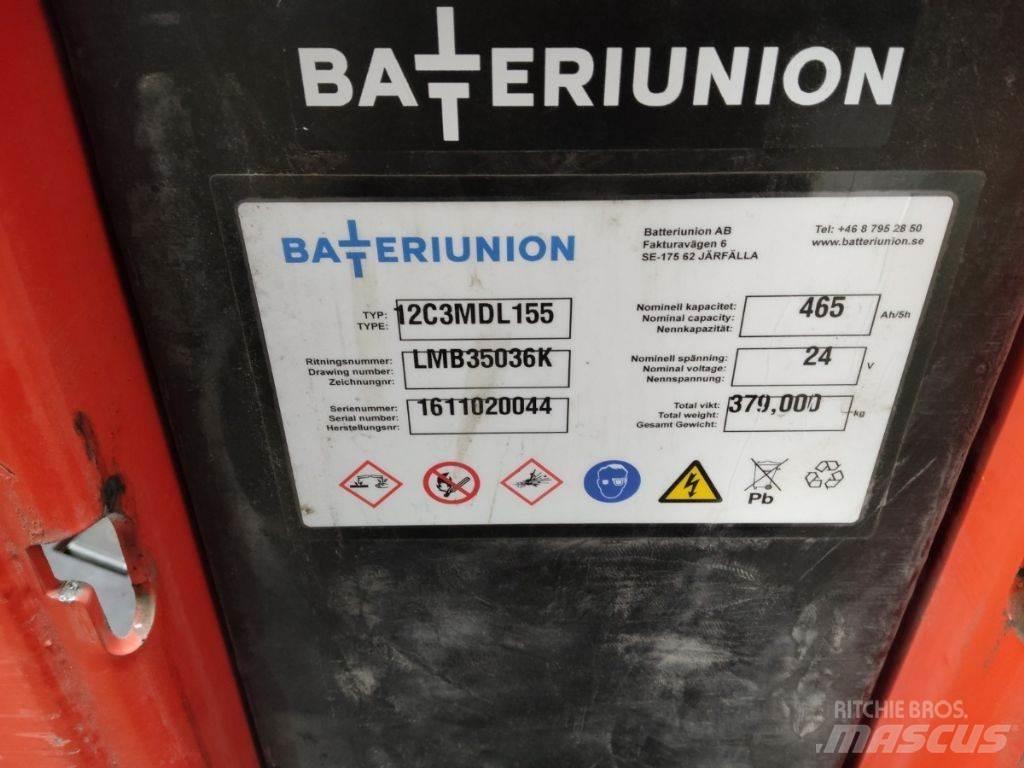 BATTERIUNION
BATTERIUNION
Batteriunion AB
Fakturavägen 6
SE-175 62 JÄRFÄLLA
Tel: +46 8 795 28 50
www.batteriunion.se
TYP:
TYPE:
12C3MDL155
Ritningsnummer:
Drawing number:
Zeichnungnr:
LMB35036K
Serienummer:
Serial number:
Herstellungsnr:
1611020044
Nominell kapacitet:
Nominal capacity:
Nennkapazität:
465
Ah/5h
Nominell spänning:
Nominal voltage:
Nennspannung:
24
V
Total vikt:
Total weight:
Gesamt Gewicht:
379,000
kg
Pb
RITCHIE BROS.
MASCUS